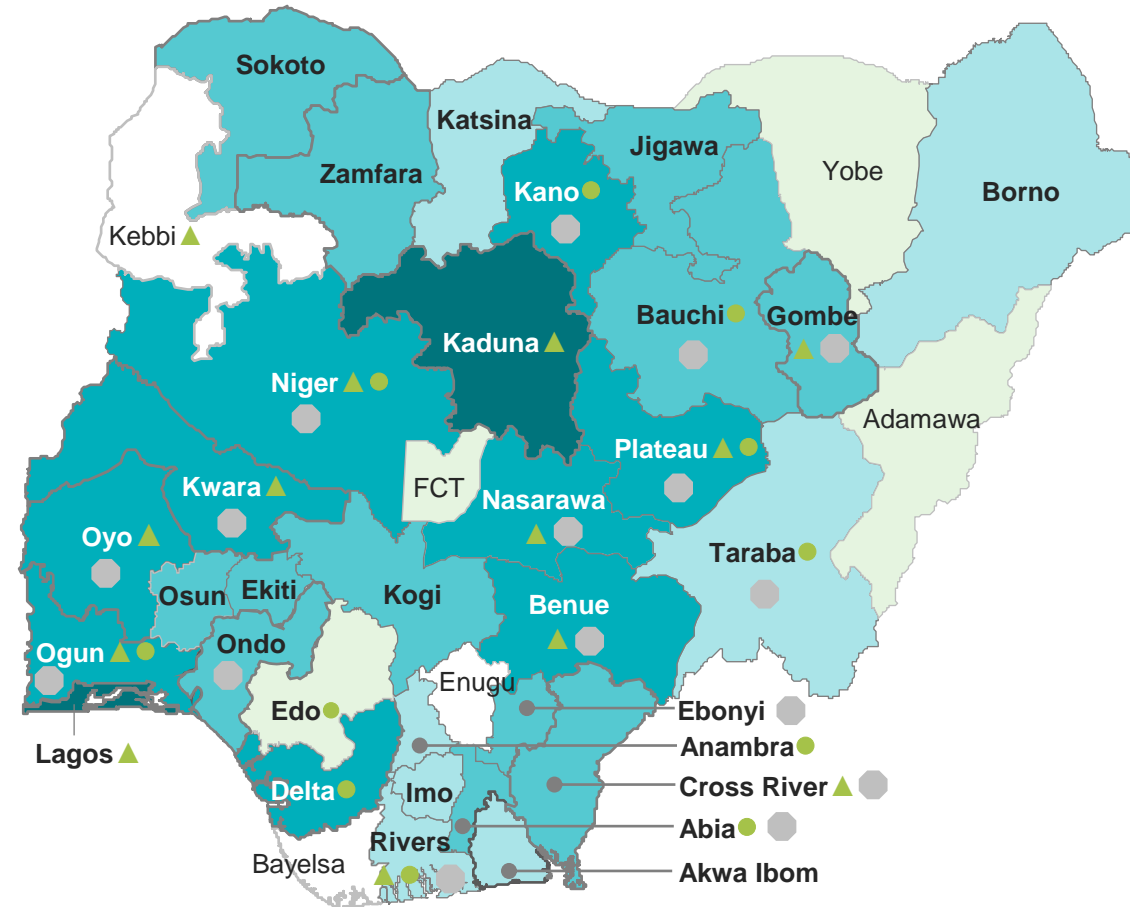 Sokoto
Katsina
Jigawa
Yobe
Zamfara
Kano
Borno
Kebbi
Bauchi
Gombe
Kaduna
Niger
Adamawa
Plateau
FCT
Kwara
Nasarawa
Oyo
Taraba
Osun
Ekiti
Kogi
Benue
Ogun
Ondo
Enugu
Edo
Ebonyi
Anambra
Lagos
Delta
Imo
Cross River
Rivers
Abia
Bayelsa
Akwa Ibom